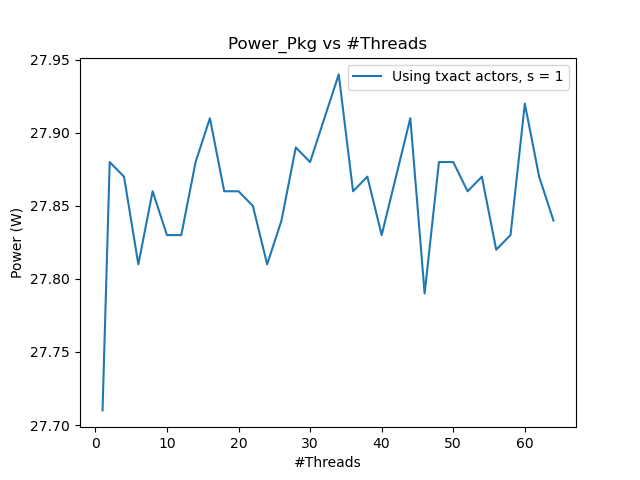 Power_Pkg vs #Threads
Using txact actors, s = 1
27.95
27.90
27.85
27.80
27.75
27.70
Power (W)
0 10 20 30 40 50 60
#Threads